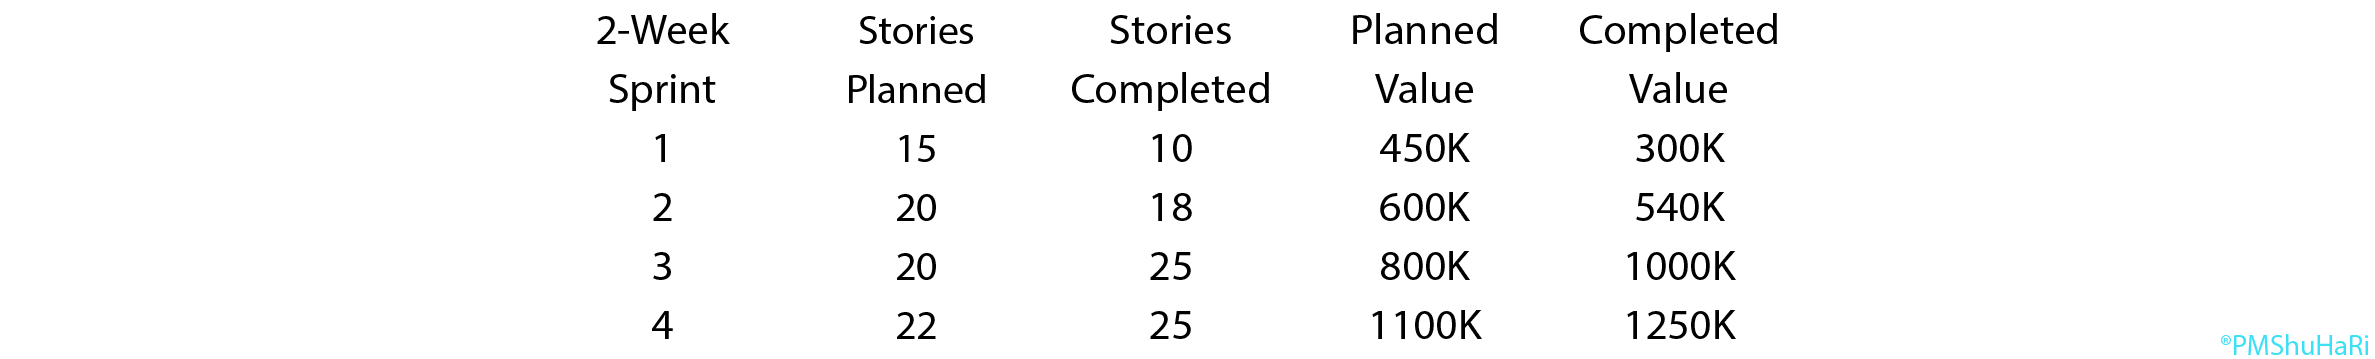 2-Week Stories Stories Planned Completed
Sprint Planned Completed Value Value
1 15 10 450K 300K
2 20 18 600K 540K
3 20 25 800K 1000K
4 22 25 1100K 1250K
®PMShuHaRi